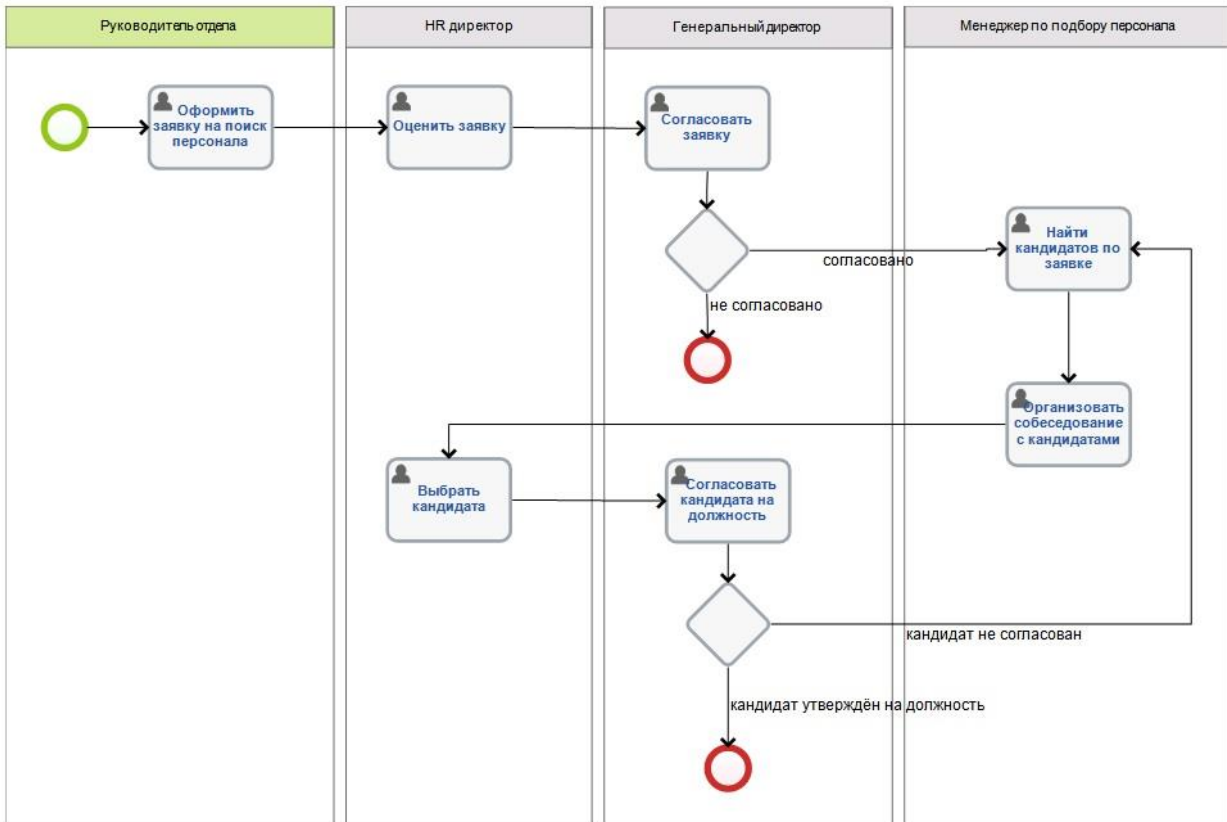 Руководитель отдела
HR директор
Генеральный директор
Менеджер по подбору персонала
Оформить
заявку на поиск
персонала
Оценить заявку
Согласовать
заявку
Найти
кандидатов по
заявке
согласовано
не согласовано
Организовать
собеседование
с кандидатами
Выбрать
кандидата
Согласовать
кандидата на
должность
кандидат не согласован
кандидат утверждён на должность